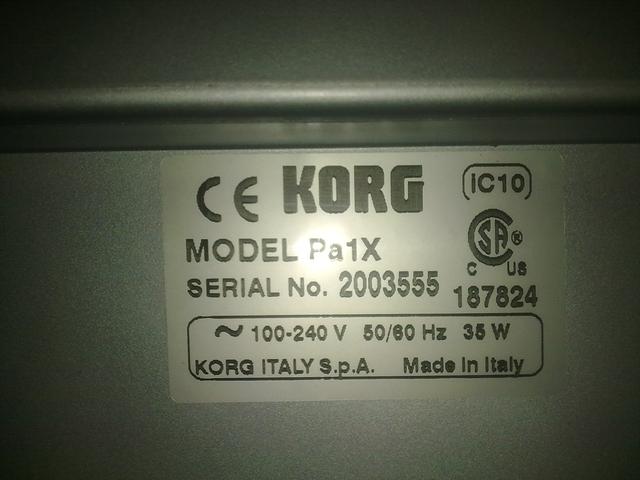 CE KORG (IC10)
MODEL Pa1X
SA®
C US
SERIAL No. 2003555
187824
~ 100-240 V 50/60 Hz 35 W
KORG ITALY S.p.A. Made in Italy